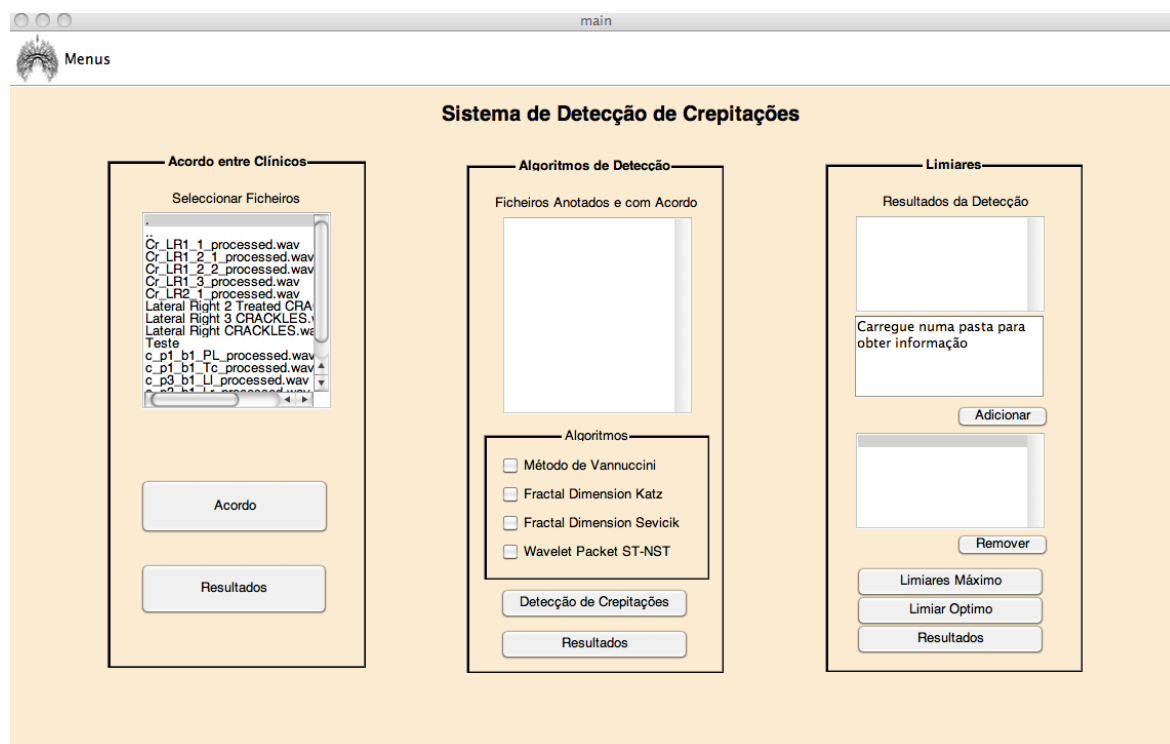 main
Menus
Sistema de Detecção de Crepitações
Acordo entre Clínicos
Seleccionar Ficheiros
.
..
Cr_LR1_1_processed.wav
Cr_LR1_2_1_processed.wav
Cr_LR1_2_2_processed.wav
Cr_LR1_3_processed.wav
Cr_LR2_1_processed.wav
Lateral Right 2 Treated CRA
Lateral Right 3 CRACKLES.
Lateral Right CRACKLES.wa
Teste
c_p1_b1_PL_processed.wav
c_p1_b1_Tc_processed.wav
c_p3_b1_Ll_processed.wav
Acordo
Resultados
Algoritmos de Detecção
Ficheiros Anotados e com Acordo
Algoritmos
Método de Vannuccini
Fractal Dimension Katz
Fractal Dimension Sevicik
Wavelet Packet ST-NST
Detecção de Crepitações
Resultados
Limiares
Resultados da Detecção
Carregue numa pasta para
obter informação
Adicionar
Remover
Limiares Máximo
Limiar Optimo
Resultados